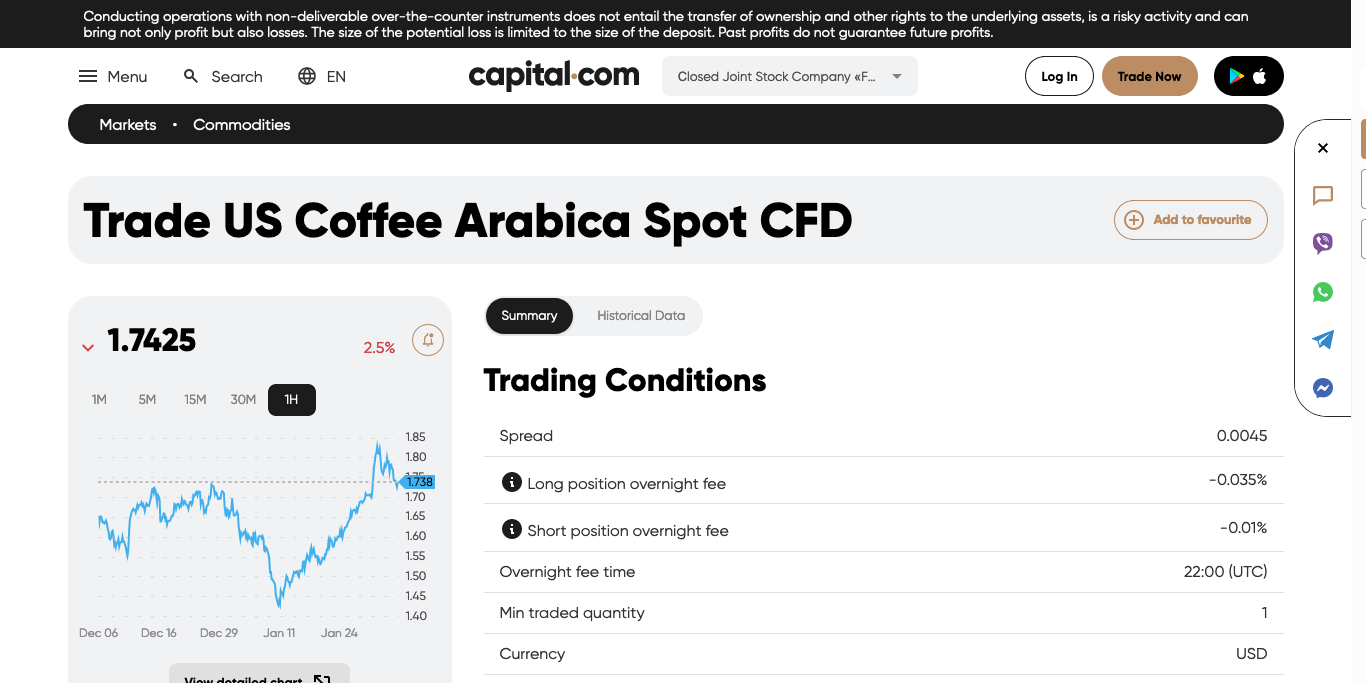 Conducting operations with non-deliverable over-the-counter instruments does not entail the transfer of ownership and other rights to the underlying assets, is a risky activity and can
bring not only profit but also losses. The size of the potential loss is limited to the size of the deposit. Past profits do not guarantee future profits.
Menu Search EN capital.com Closed Joint Stock Company «F... Log In Trade Now
Markets • Commodities
Trade US Coffee Arabica Spot CFD
Add to favourite
1.7425
2.5%
1M 5M 15M 30M 1H
1.85
1.80
1.75
1.738
1.70
1.65
1.60
1.55
1.50
1.45
1.40
Dec 06 Dec 16 Dec 29 Jan 11 Jan 24
View detailed chart
Summary Historical Data
Trading Conditions
Spread 0.0045
Long position overnight fee -0.035%
Short position overnight fee -0.01%
Overnight fee time 22:00 (UTC)
Min traded quantity 1
Currency USD